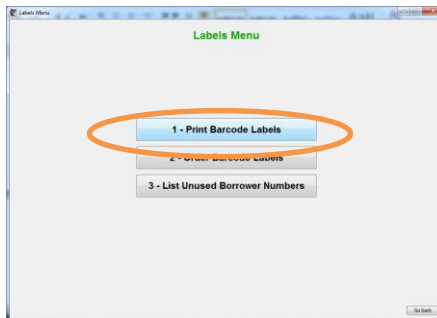 Labels Menu
Labels Menu
1 - Print Barcode Labels
2 - Order Barcode Labels
3 - List Unused Borrower Numbers
Go back